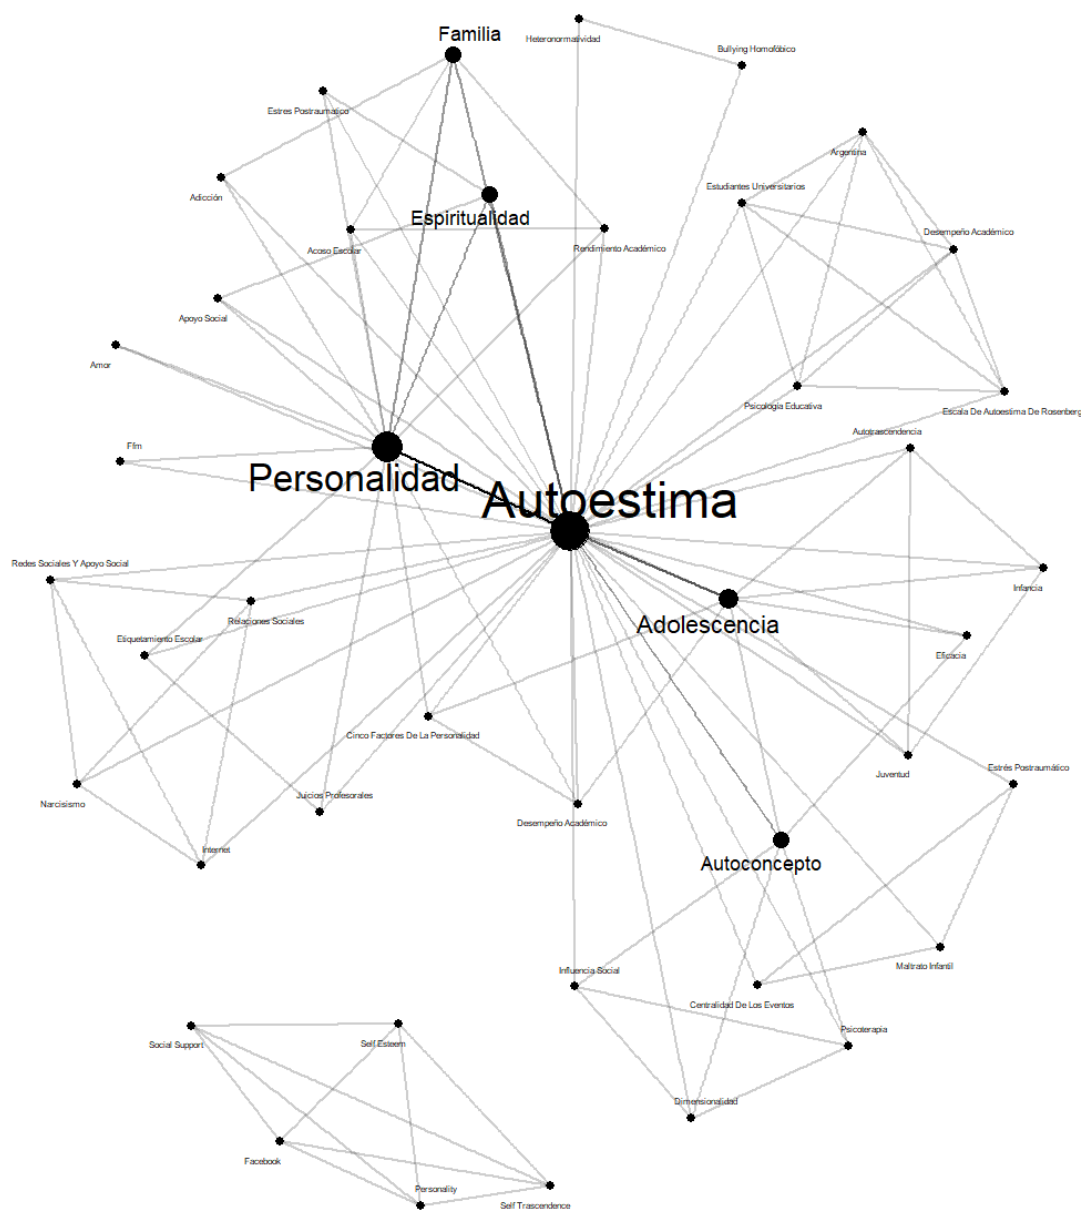 Familia
Heteronormatividad
Bullying Homofóbico
Estres Postraumatico
Argentina
Adicción
Estudiantes Universitarios
Espiritualidad
Desempeño Académico
Acoso Escolar
Rendimiento Académico
Apoyo Social
Amor
Psicologia Educativa
Escala De Autoestima De Rosenberg
Autotrascendencia
Ffm
Personalidad
Autoestima
Redes Sociales Y Apoyo Social
Infancia
Relaciones Sociales
Adolescencia
Etiquetamiento Escolar
Eficacia
Cinco Factores De La Personalidad
Juventud
Estrés Postraumático
Narcisismo
Juicios Profesorales
Desempeño Académico
Internet
Autoconcepto
Influencia Social
Maltrato Infantil
Centralidad De Los Eventos
Psicoterapia
Social Support
Self Esteem
Dimensionalidad
Facebook
Personality
Self Trascendence